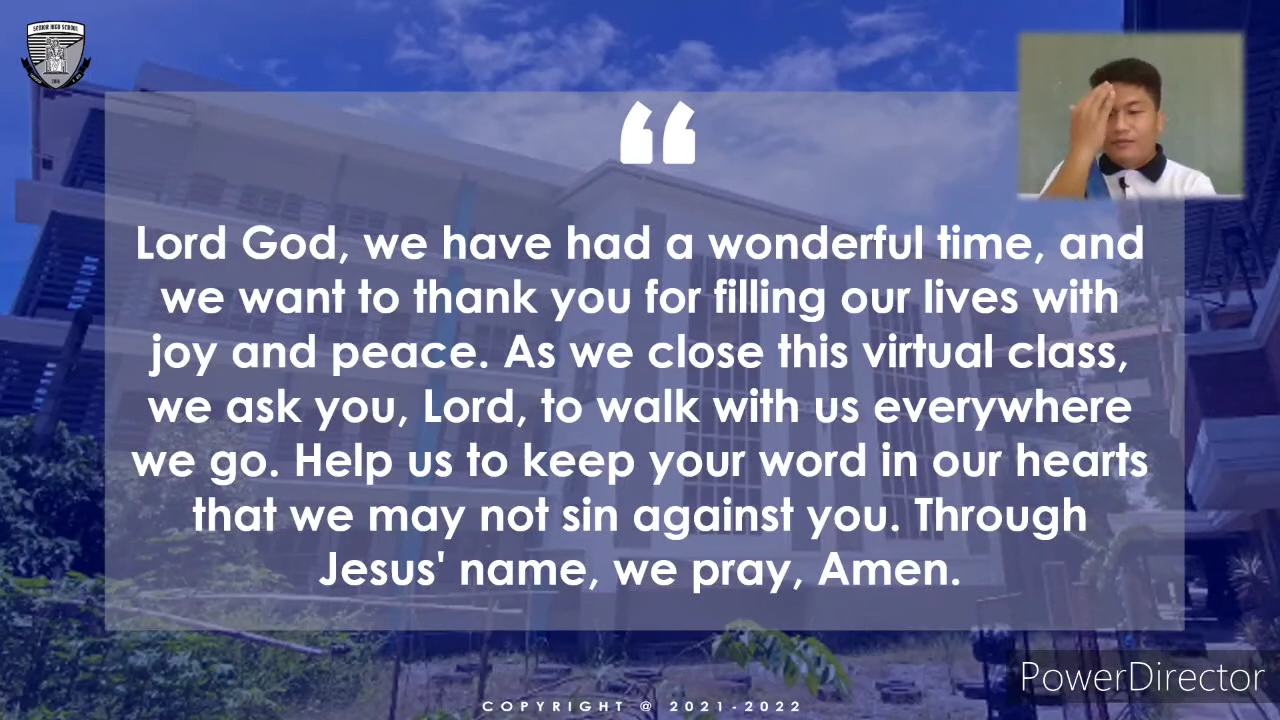 SENIOR HIGH SCHOOL
“
Lord God, we have had a wonderful time, and
we want to thank you for filling our lives with
joy and peace. As we close this virtual class,
we ask you, Lord, to walk with us everywhere
we go. Help us to keep your word in our hearts
that we may not sin against you. Through
Jesus' name, we pray, Amen.
PowerDirector
COPYRIGHT @ 2021-2022